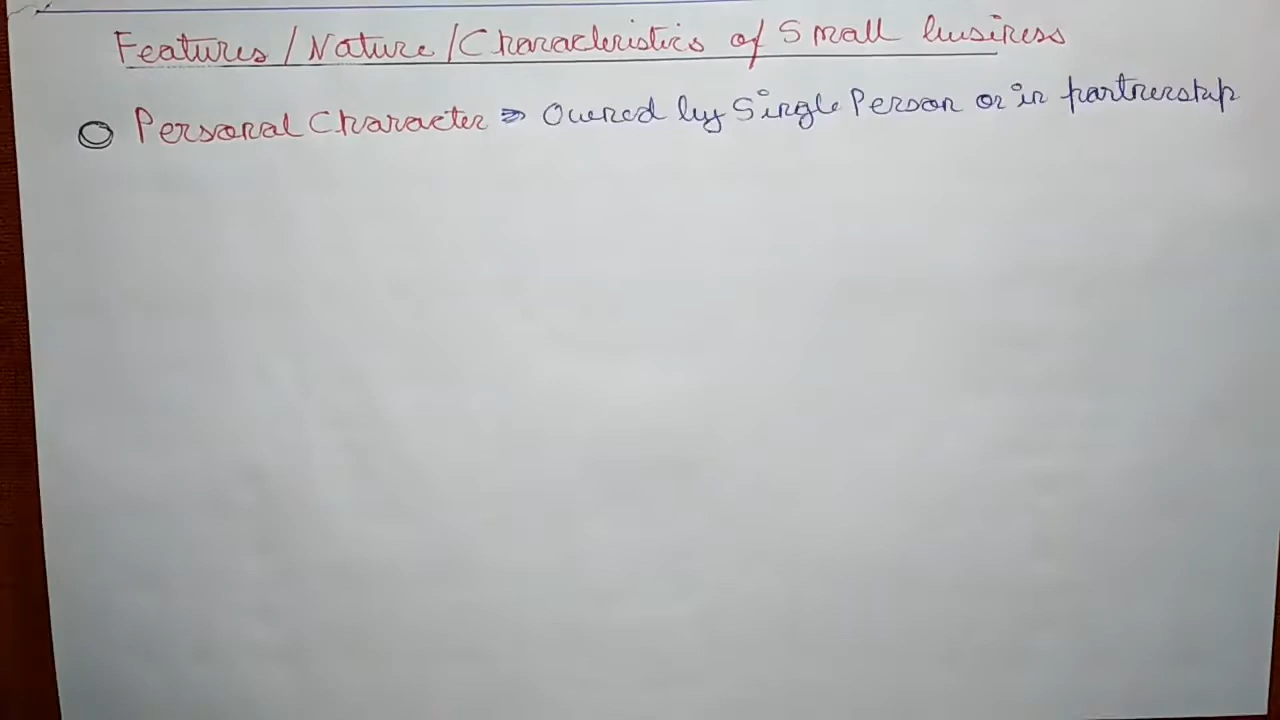 Features / Nature / Characteristics of Small business
Personal Character ⇒ Owned by Single Person or in partnership